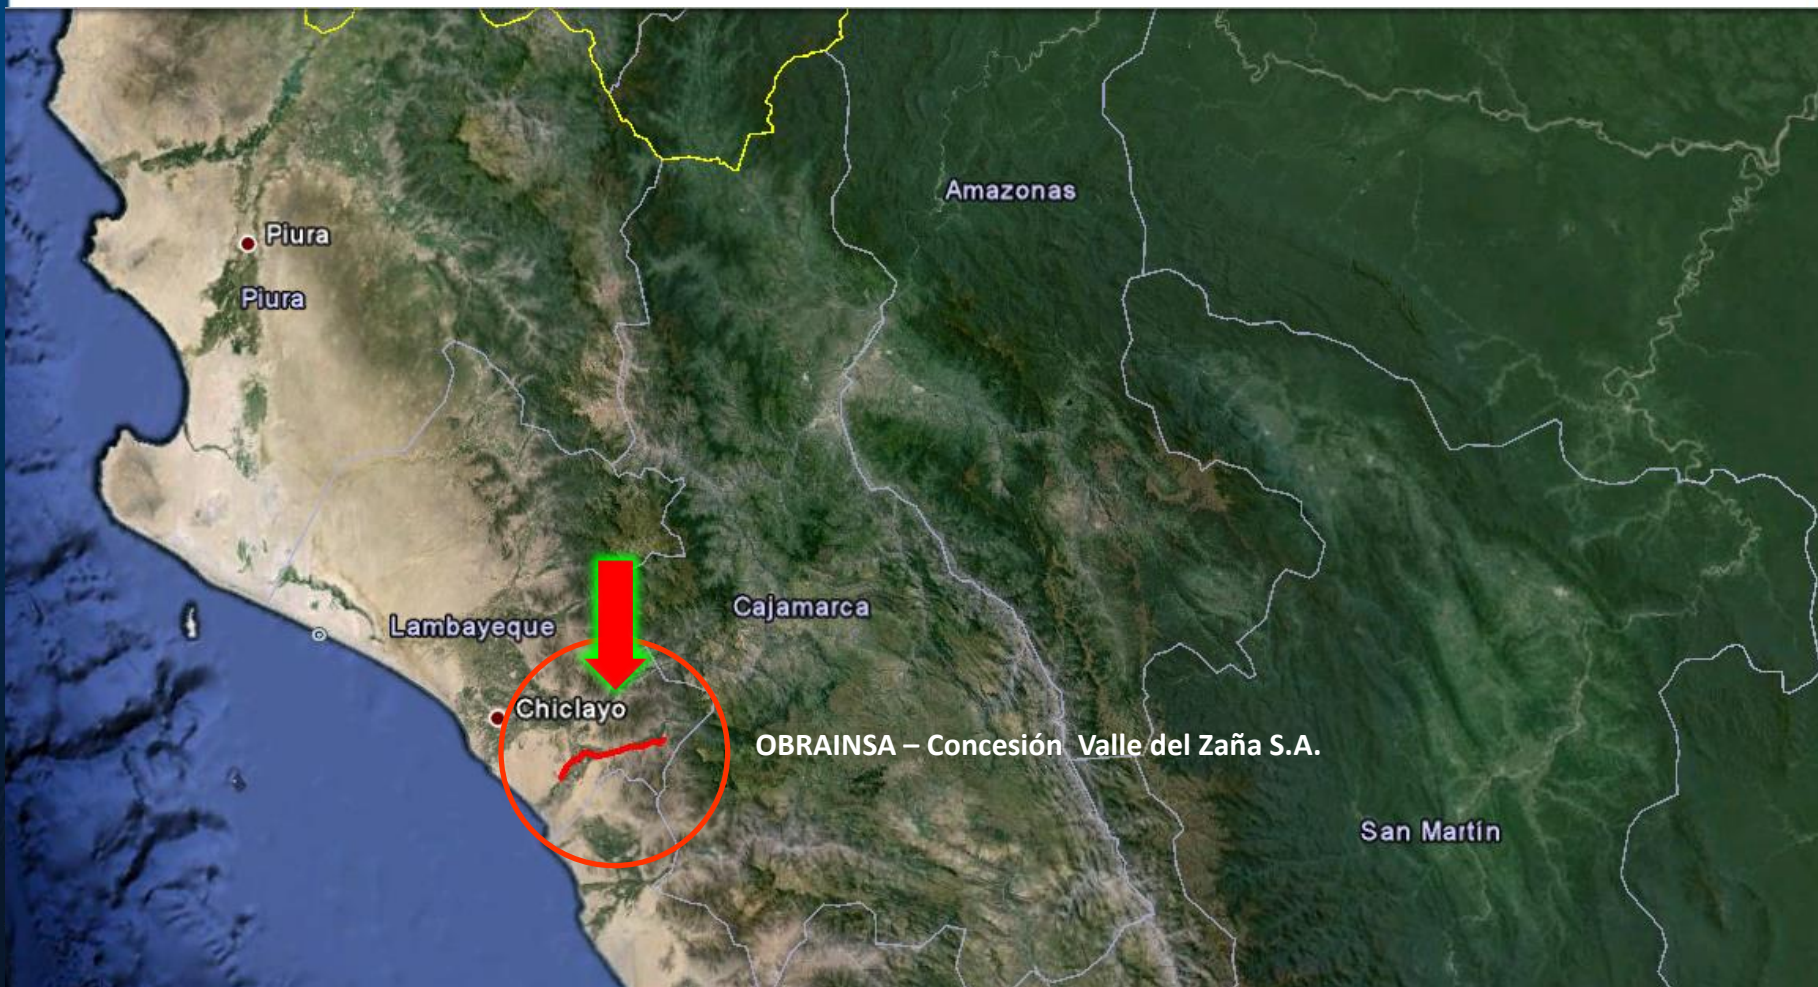 Amazonas
Piura
Piura
Cajamarca
Lambayeque
Chiclayo
OBRAINSA – Concesión Valle del Zaña S.A.
San Martín